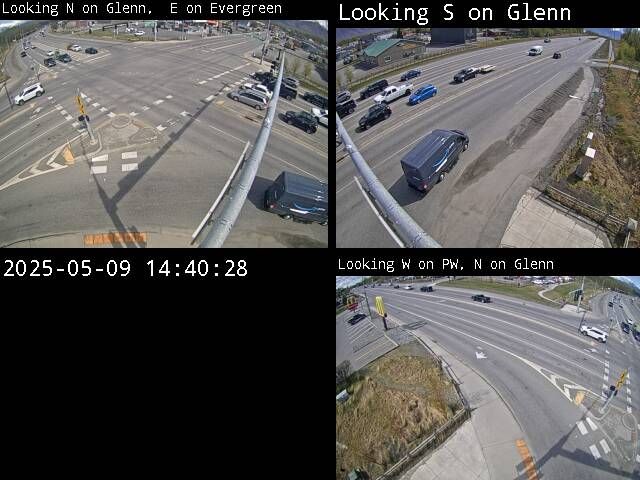 Looking N on Glenn, E on Evergreen
Looking S on Glenn
2025-05-09 14:40:28
Looking W on PW, N on Glenn